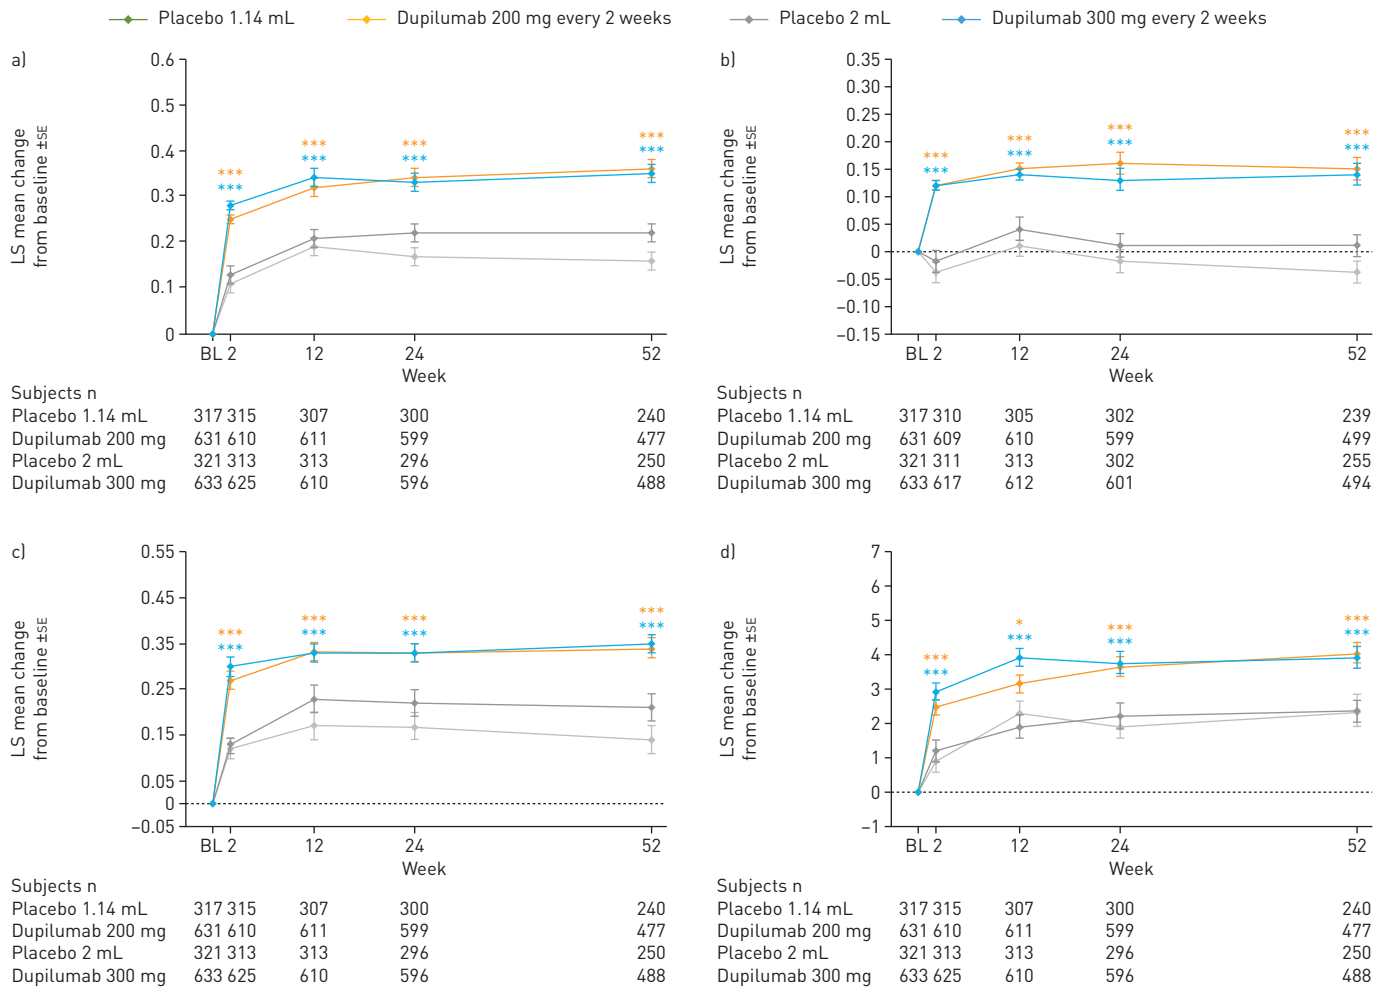 Placebo 1.14 mL Dupilumab 200 mg every 2 weeks Placebo 2 mL Dupilumab 300 mg every 2 weeks
a)
LS mean change
from baseline ±SE
0.6
0.5
0.4
0.3
0.2
0.1
0
*** *** *** ***
*** *** *** ***
BL 2 12 24 52
Week
Subjects n
Placebo 1.14 mL 317 315 307 300 240
Dupilumab 200 mg 631 610 611 599 477
Placebo 2 mL 321 313 313 296 250
Dupilumab 300 mg 633 625 610 596 488
b)
LS mean change
from baseline ±SE
0.35
0.30
0.25
0.20
0.15
0.10
0.05
0
−0.05
−0.10
−0.15
*** *** *** ***
*** *** *** ***
BL 2 12 24 52
Week
Subjects n
Placebo 1.14 mL 317 310 305 302 239
Dupilumab 200 mg 631 609 610 599 499
Placebo 2 mL 321 311 313 302 255
Dupilumab 300 mg 633 617 612 601 494
c)
LS mean change
from baseline ±SE
0.55
0.45
0.35
0.25
0.15
0.05
0
−0.05
*** *** *** ***
*** *** *** ***
BL 2 12 24 52
Week
Subjects n
Placebo 1.14 mL 317 315 307 300 240
Dupilumab 200 mg 631 610 611 599 477
Placebo 2 mL 321 313 313 296 250
Dupilumab 300 mg 633 625 610 596 488
d)
LS mean change
from baseline ±SE
7
6
5
4
3
2
1
0
−1
*** * *** ***
*** *** *** ***
BL 2 12 24 52
Week
Subjects n
Placebo 1.14 mL 317 315 307 300 240
Dupilumab 200 mg 631 610 611 599 477
Placebo 2 mL 321 313 313 296 250
Dupilumab 300 mg 633 625 610 596 488